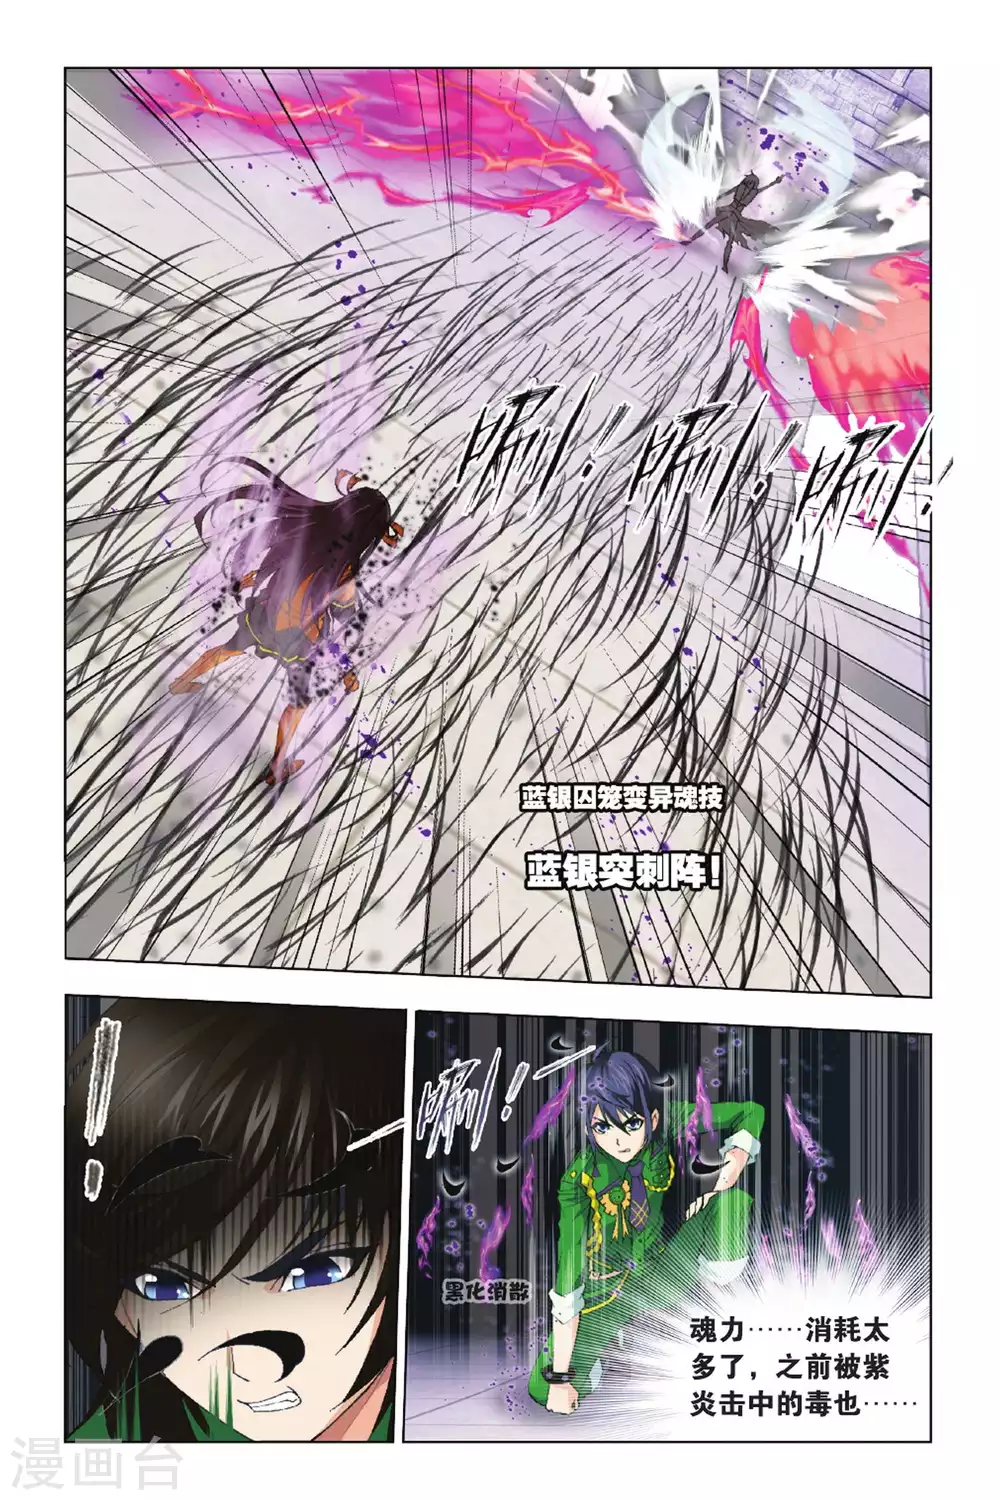 唰！唰！唰！
蓝银囚笼变异魂技
蓝银突刺阵！
唰！
黑化消散
魂力……消耗太
多了，之前被紫
炎击中的毒也……
漫画台